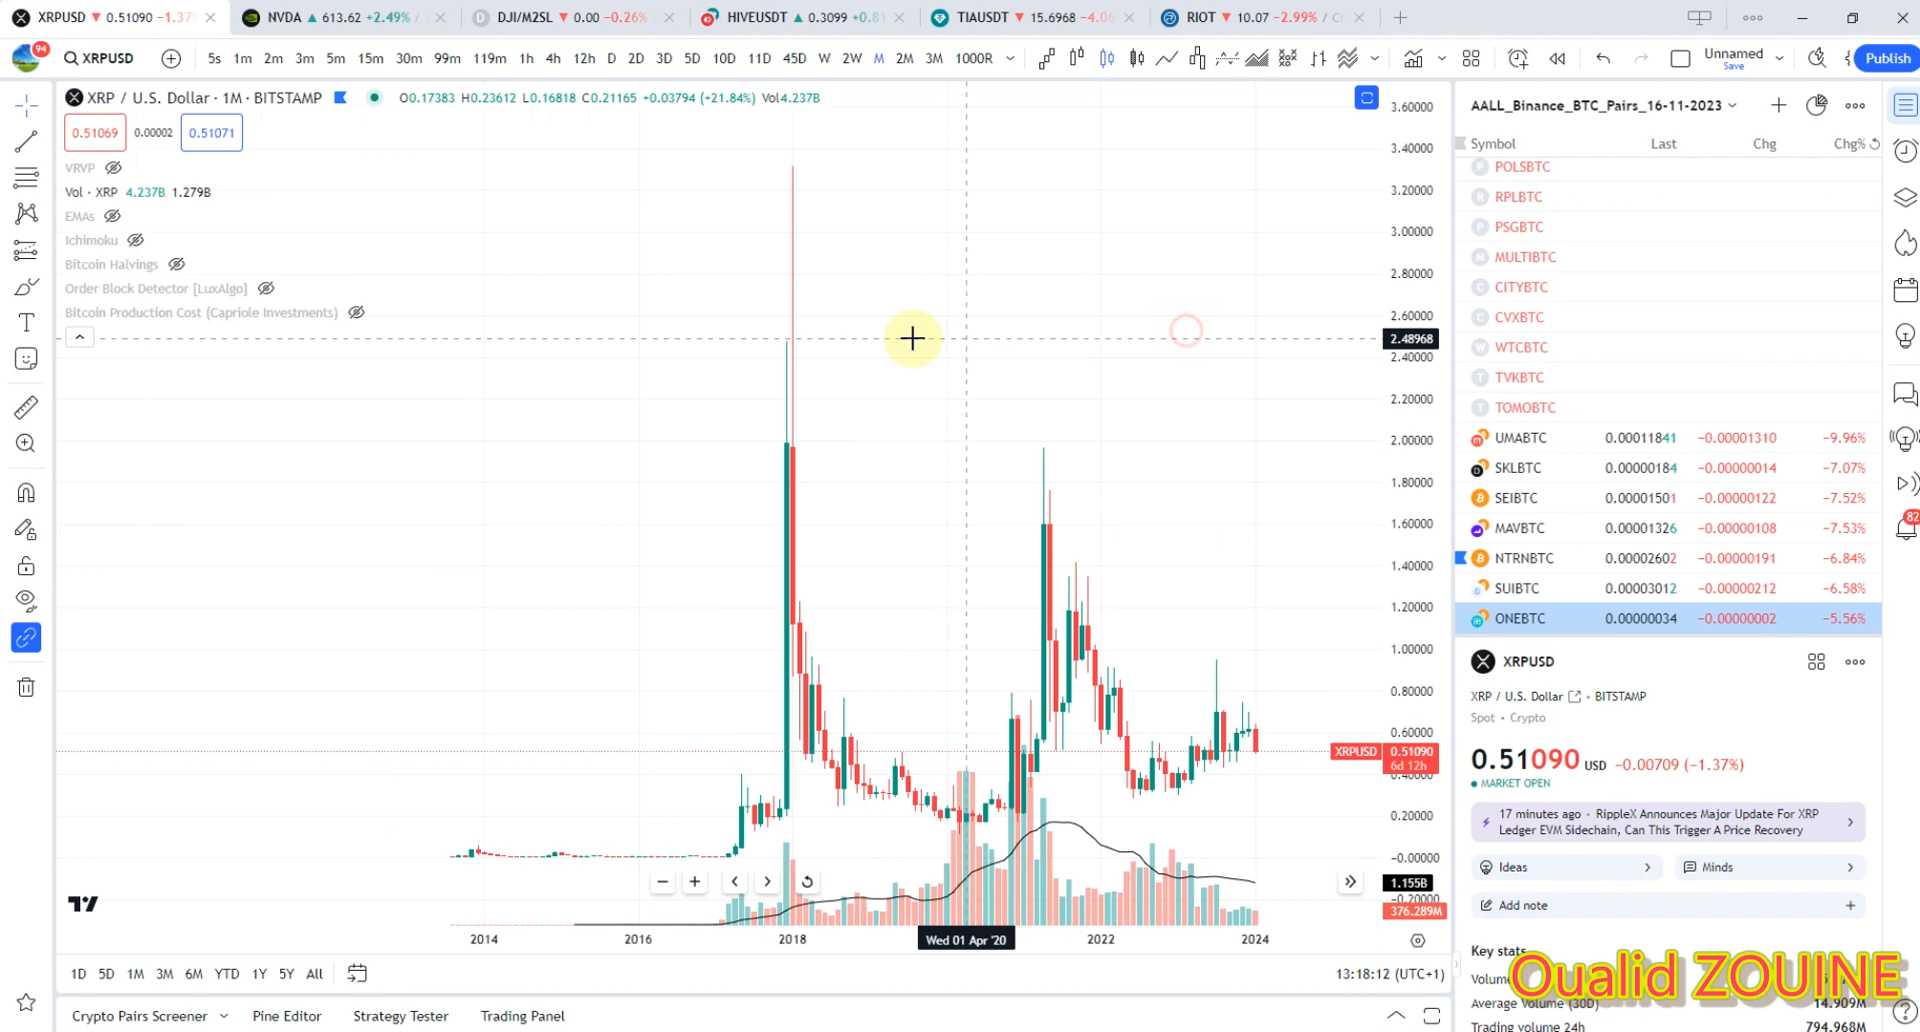 XRPUSD ▼ 0.51090 −1.37
NVDA ▲ 613.62 +2.49% /
DJI/M2SL ▼ 0.00 −0.26%
HIVEUSDT ▲ 0.3099 +0.81
TIAUSDT ▼ 15.6968 −4.06
RIOT ▼ 10.07 −2.99% /
94
XRPUSD
5s 1m 2m 3m 5m 15m 30m 99m 119m 1h 4h 12h D 2D 3D 5D 10D 11D 45D W 2W M 2M 3M 1000R
Unnamed
Save
Publish
XRP / U.S. Dollar · 1M · BITSTAMP
O0.17383 H0.23612 L0.16818 C0.21165 +0.03794 (+21.84%) Vol4.237B
0.51069 0.00002 0.51071
VRVP
Vol · XRP 4.237B 1.279B
EMAs
Ichimoku
Bitcoin Halvings
Order Block Detector [LuxAlgo]
Bitcoin Production Cost (Capriole Investments)
3.60000
3.40000
3.20000
3.00000
2.80000
2.60000
2.48968
2.40000
2.20000
2.00000
1.80000
1.60000
1.40000
1.20000
1.00000
0.80000
0.60000
XRPUSD 0.51090
6d 12h
0.40000
0.20000
−0.00000
1.155B
−0.20000
376.289M
2014 2016 2018 Wed 01 Apr '20 2022 2024
1D 5D 1M 3M 6M YTD 1Y 5Y All
13:18:12 (UTC+1)
Crypto Pairs Screener Pine Editor Strategy Tester Trading Panel
AALL_Binance_BTC_Pairs_16-11-2023
Symbol Last Chg Chg%
POLSBTC
RPLBTC
PSGBTC
MULTIBTC
CITYBTC
CVXBTC
WTCBTC
TVKBTC
TOMOBTC
UMABTC 0.00011841 −0.00001310 −9.96%
SKLBTC 0.00000184 −0.00000014 −7.07%
SEIBTC 0.00001501 −0.00000122 −7.52%
MAVBTC 0.00001326 −0.00000108 −7.53%
NTRNBTC 0.00002602 −0.00000191 −6.84%
SUIBTC 0.00003012 −0.00000212 −6.58%
ONEBTC 0.00000034 −0.00000002 −5.56%
82
XRPUSD
XRP / U.S. Dollar • BITSTAMP
Spot • Crypto
0.51090 USD −0.00709 (−1.37%)
MARKET OPEN
17 minutes ago • RippleX Announces Major Update For XRP
Ledger EVM Sidechain, Can This Trigger A Price Recovery
Ideas
Minds
Add note
Key stats
Oualid ZOUINE
Average Volume (30D) 14.909M
Trading volume 24h 794.968M